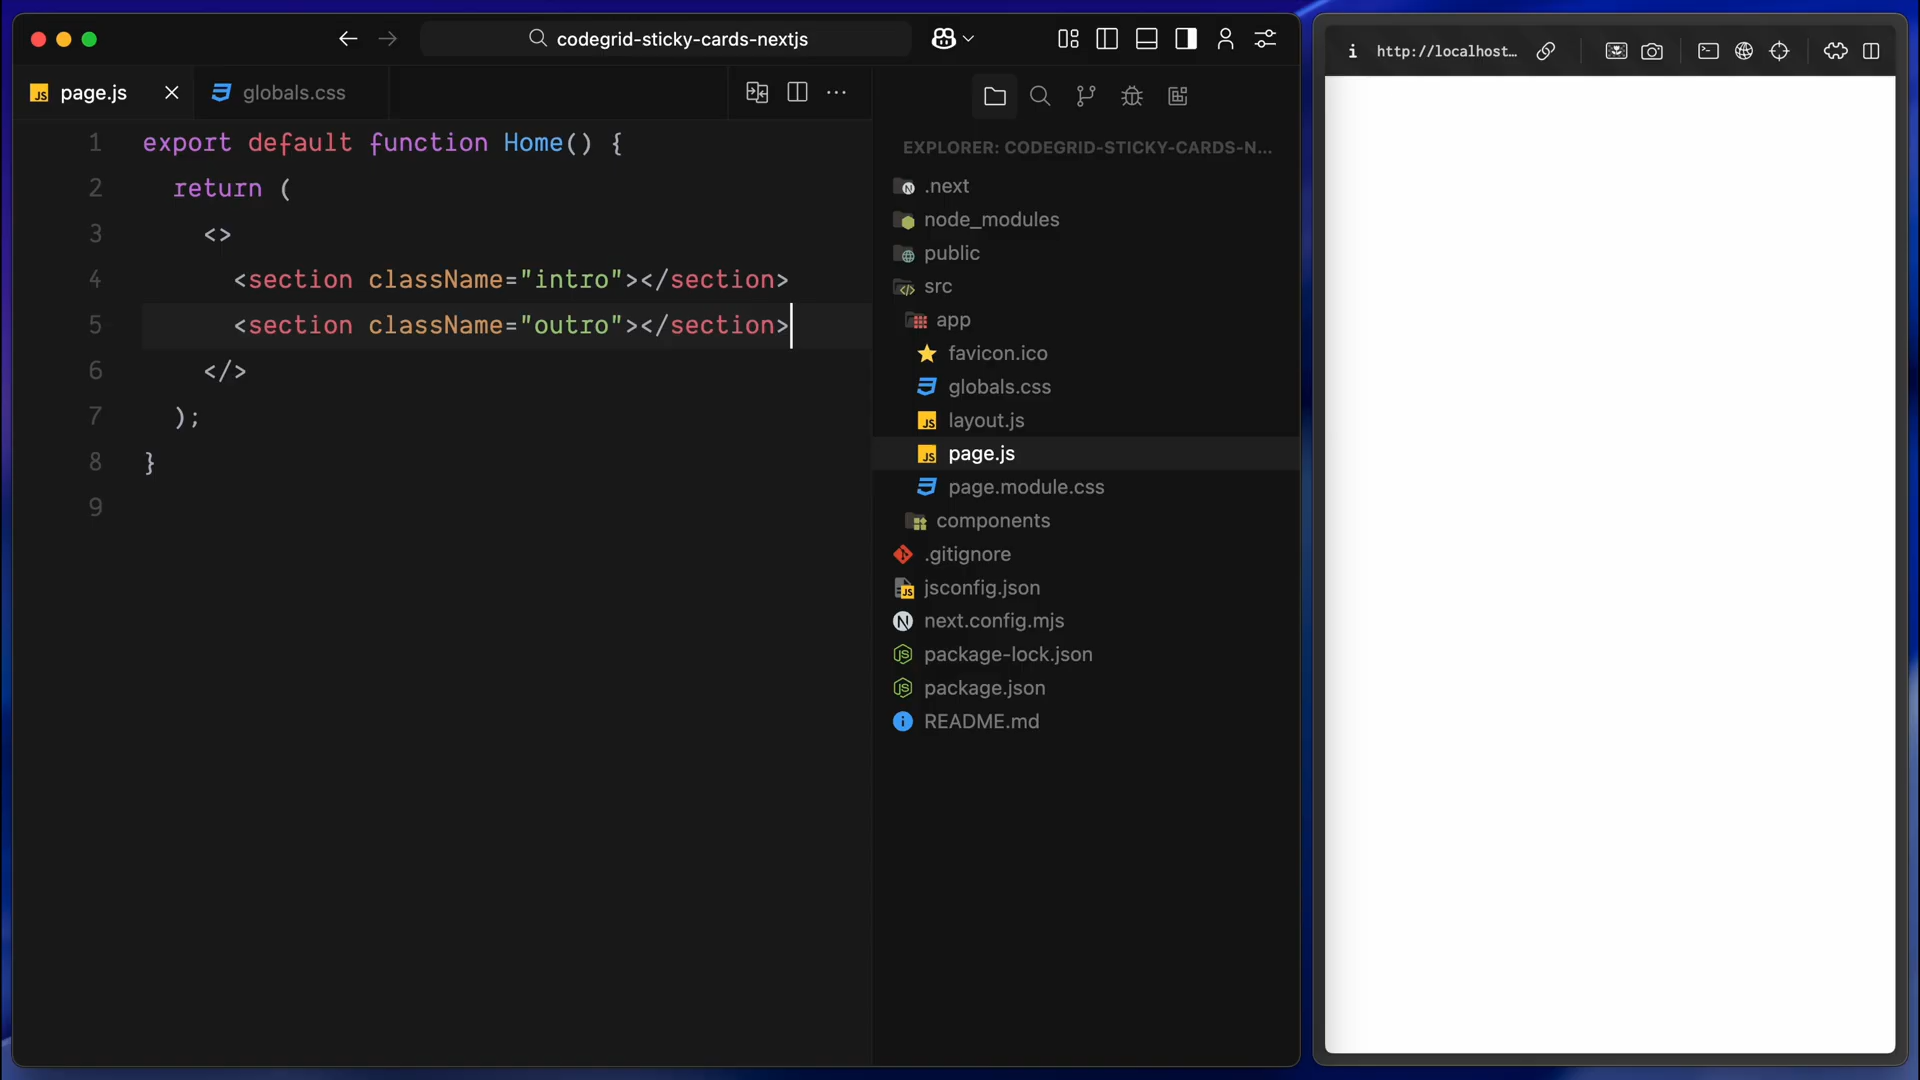 codegrid-sticky-cards-nextjs
page.js
globals.css
1 export default function Home() {
2 return (
3 <>
4 <section className="intro"></section>
5 <section className="outro"></section>
6 </>
7 );
8 }
9
EXPLORER: CODEGRID-STICKY-CARDS-N...
.next
node_modules
public
src
app
favicon.ico
globals.css
layout.js
page.js
page.module.css
components
.gitignore
jsconfig.json
next.config.mjs
package-lock.json
package.json
README.md
http://localhost…